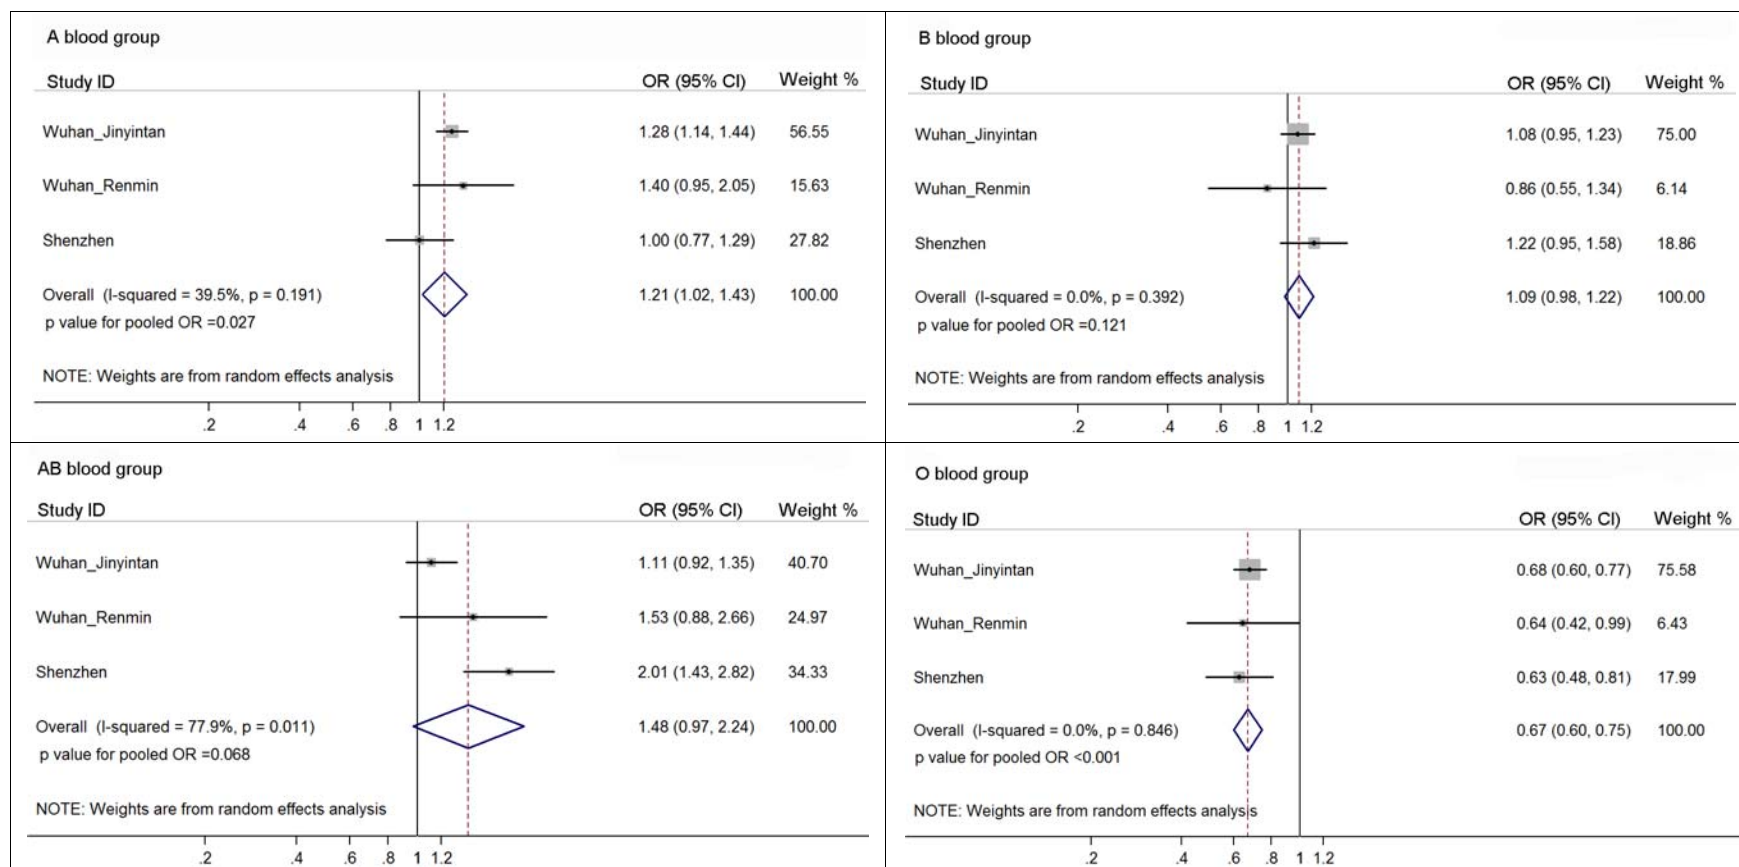 A blood group
Study ID OR (95% CI) Weight %
Wuhan_Jinyintan 1.28 (1.14, 1.44) 56.55
Wuhan_Renmin 1.40 (0.95, 2.05) 15.63
Shenzhen 1.00 (0.77, 1.29) 27.82
Overall (I-squared = 39.5%, p = 0.191) 1.21 (1.02, 1.43) 100.00
p value for pooled OR =0.027
NOTE: Weights are from random effects analysis
.2 .4 .6 .8 1 1.2
B blood group
Study ID OR (95% CI) Weight %
Wuhan_Jinyintan 1.08 (0.95, 1.23) 75.00
Wuhan_Renmin 0.86 (0.55, 1.34) 6.14
Shenzhen 1.22 (0.95, 1.58) 18.86
Overall (I-squared = 0.0%, p = 0.392) 1.09 (0.98, 1.22) 100.00
p value for pooled OR =0.121
NOTE: Weights are from random effects analysis
.2 .4 .6 .8 1 1.2
AB blood group
Study ID OR (95% CI) Weight %
Wuhan_Jinyintan 1.11 (0.92, 1.35) 40.70
Wuhan_Renmin 1.53 (0.88, 2.66) 24.97
Shenzhen 2.01 (1.43, 2.82) 34.33
Overall (I-squared = 77.9%, p = 0.011) 1.48 (0.97, 2.24) 100.00
p value for pooled OR =0.068
NOTE: Weights are from random effects analysis
.2 .4 .6 .8 1 1.2
O blood group
Study ID OR (95% CI) Weight %
Wuhan_Jinyintan 0.68 (0.60, 0.77) 75.58
Wuhan_Renmin 0.64 (0.42, 0.99) 6.43
Shenzhen 0.63 (0.48, 0.81) 17.99
Overall (I-squared = 0.0%, p = 0.846) 0.67 (0.60, 0.75) 100.00
p value for pooled OR <0.001
NOTE: Weights are from random effects analysis
.2 .4 .6 .8 1 1.2